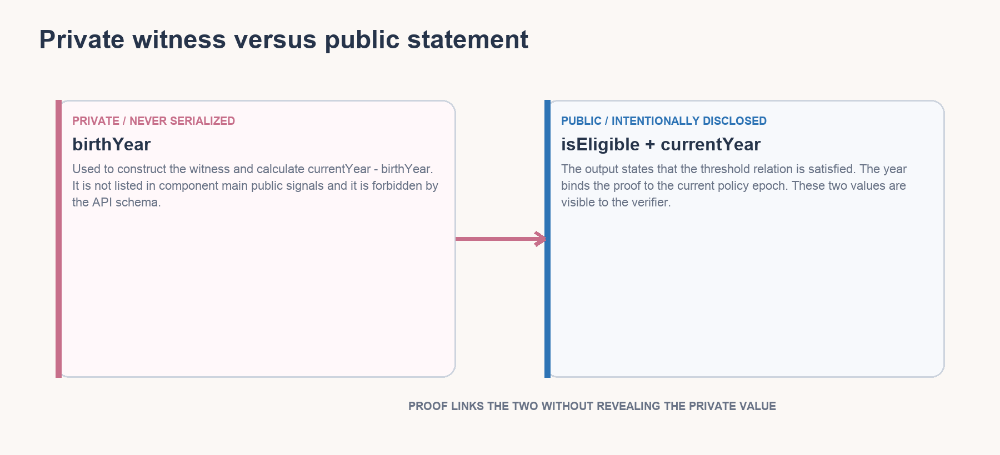 Private witness versus public statement
PRIVATE / NEVER SERIALIZED
birthYear
Used to construct the witness and calculate currentYear - birthYear.
It is not listed in component main public signals and it is forbidden by
the API schema.
PUBLIC / INTENTIONALLY DISCLOSED
isEligible + currentYear
The output states that the threshold relation is satisfied. The year
binds the proof to the current policy epoch. These two values are
visible to the verifier.
PROOF LINKS THE TWO WITHOUT REVEALING THE PRIVATE VALUE